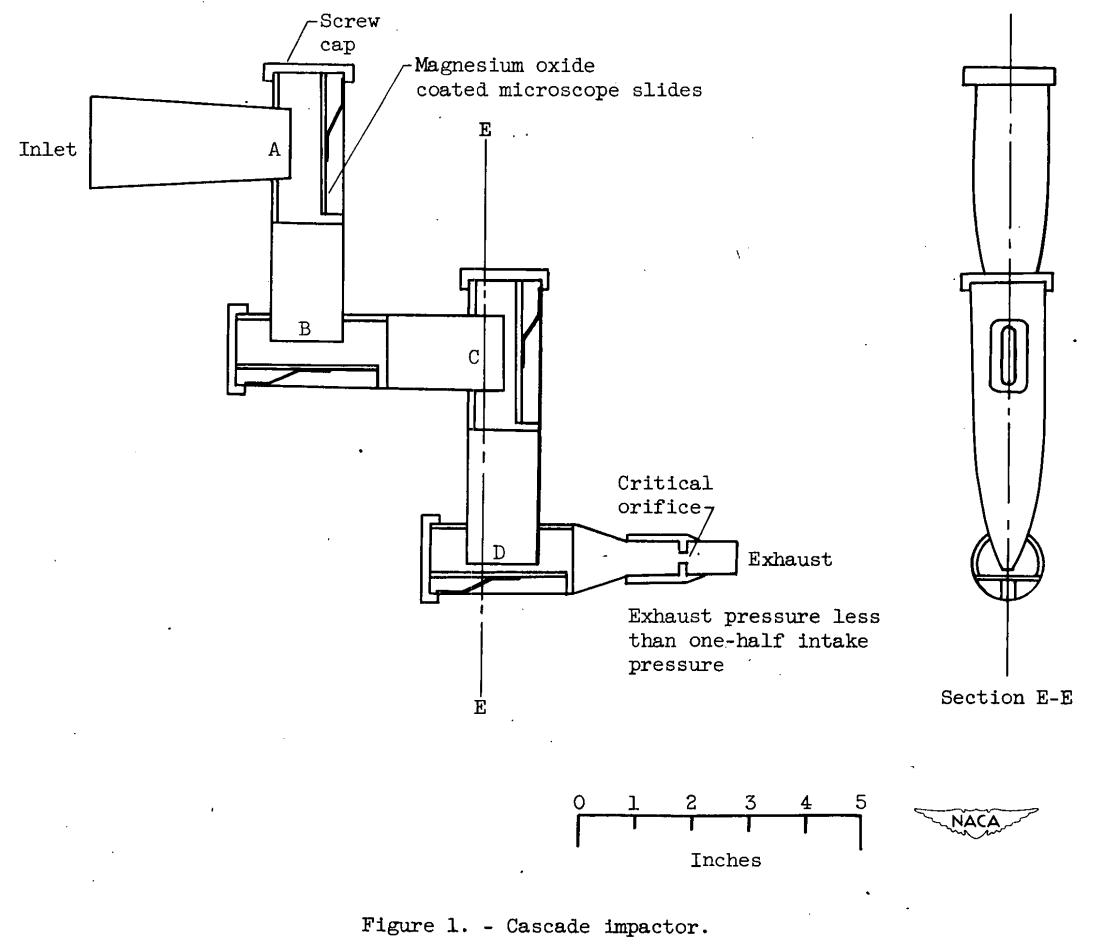 Screw
cap
Magnesium oxide
coated microscope slides
E
Inlet
A
B
C
Critical
orifice
D
Exhaust
Exhaust pressure less
than one-half intake
pressure
E
Section E-E
0 1 2 3 4 5
Inches
NACA
Figure 1. - Cascade impactor.